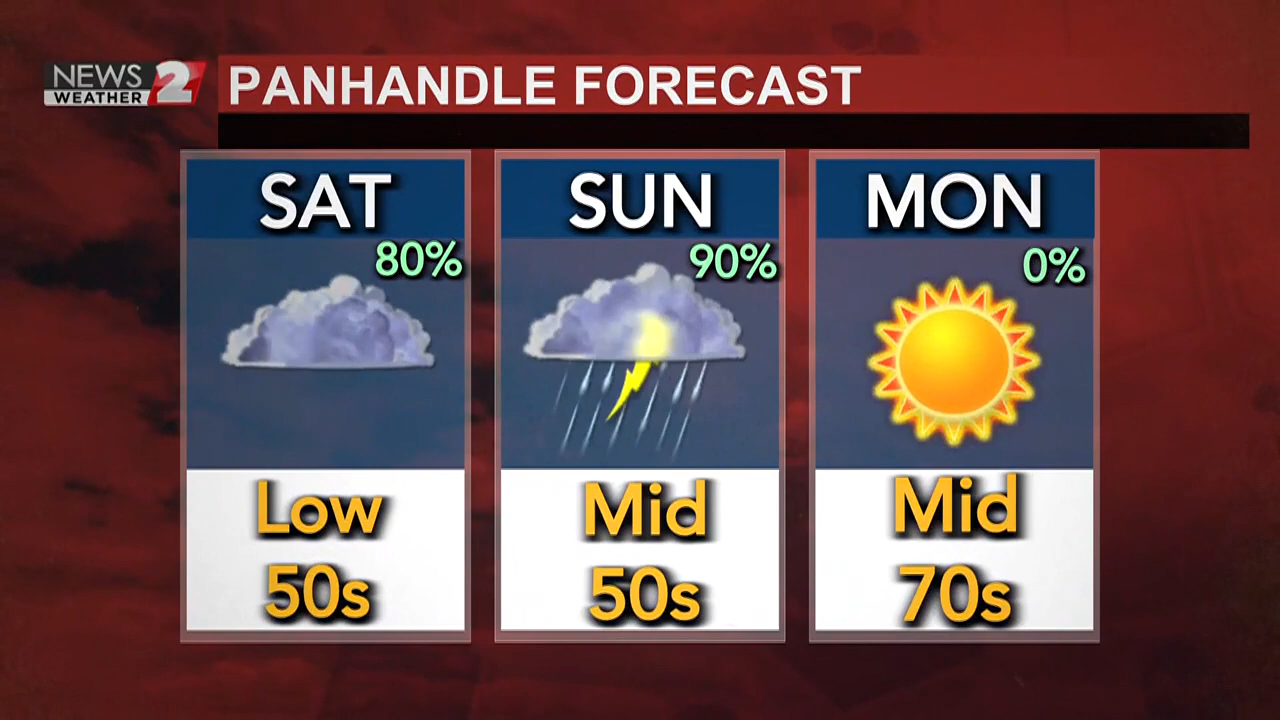 NEWS 2
WEATHER
PANHANDLE FORECAST
SAT
80%
Low
50s
SUN
90%
Mid
50s
MON
0%
Mid
70s